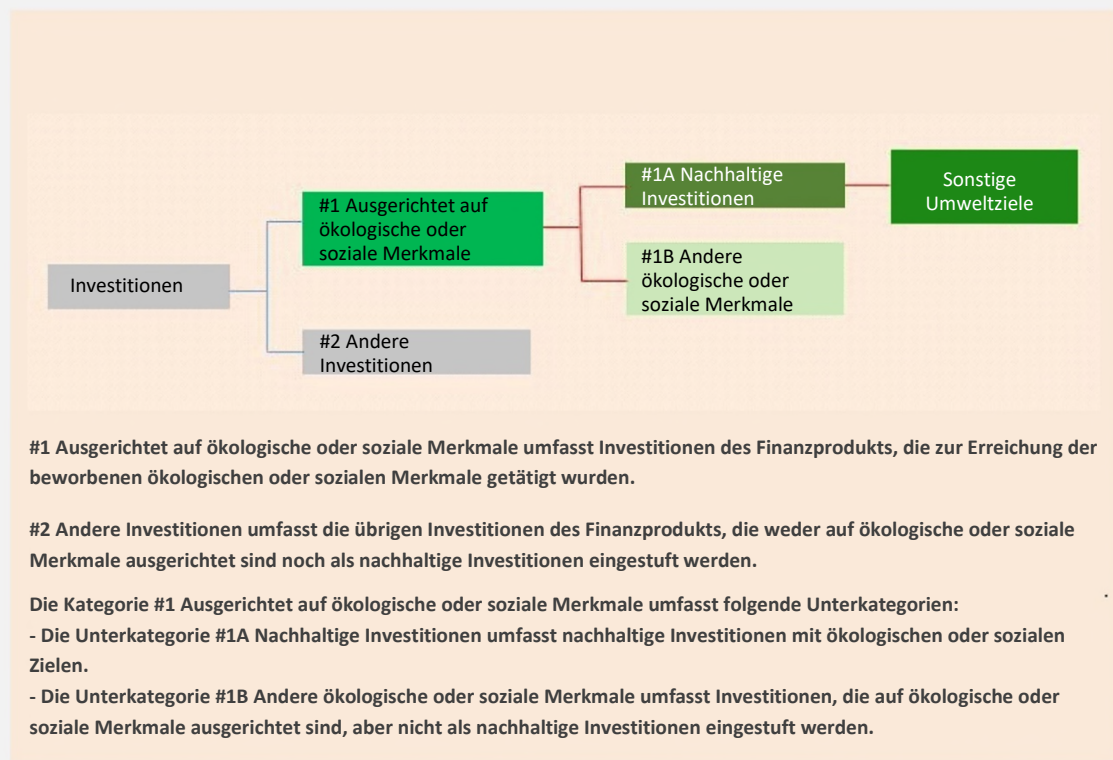 #1A Nachhaltige
Investitionen
Sonstige
Umweltziele
#1 Ausgerichtet auf
ökologische oder
soziale Merkmale
#1B Andere
ökologische oder
soziale Merkmale
Investitionen
#2 Andere
Investitionen
#1 Ausgerichtet auf ökologische oder soziale Merkmale umfasst Investitionen des Finanzprodukts, die zur Erreichung der
beworbenen ökologischen oder sozialen Merkmale getätigt wurden.
#2 Andere Investitionen umfasst die übrigen Investitionen des Finanzprodukts, die weder auf ökologische oder soziale
Merkmale ausgerichtet sind noch als nachhaltige Investitionen eingestuft werden.
Die Kategorie #1 Ausgerichtet auf ökologische oder soziale Merkmale umfasst folgende Unterkategorien:
.
- Die Unterkategorie #1A Nachhaltige Investitionen umfasst nachhaltige Investitionen mit ökologischen oder sozialen
Zielen.
- Die Unterkategorie #1B Andere ökologische oder soziale Merkmale umfasst Investitionen, die auf ökologische oder
soziale Merkmale ausgerichtet sind, aber nicht als nachhaltige Investitionen eingestuft werden.